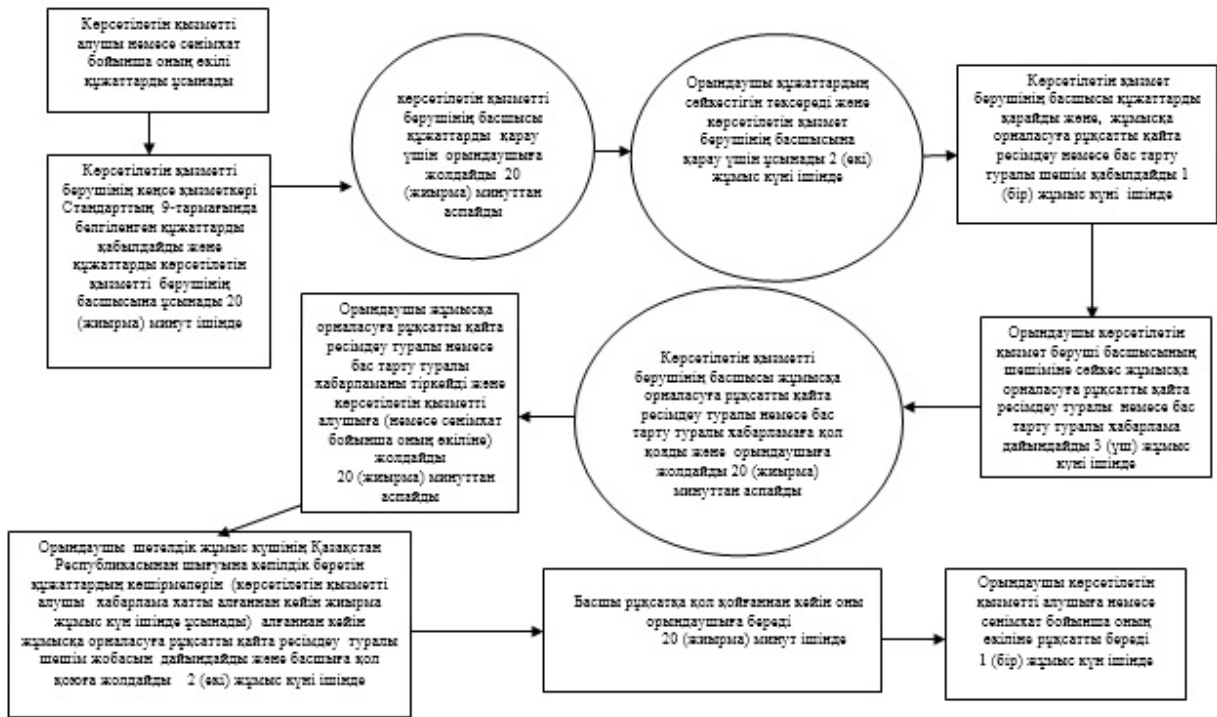 Көрсетілетін қызметті
алушы немесе сенімхат
бойынша оның өкілі
құжаттарды ұсынады
Көрсетілетін қызметті
берушінің кеңсе қызметкері
Стандарттың 9-тармағында
белгіленген құжаттарды
қабылдайды және
құжаттарды көрсетілетін
қызметті берушінің
басшысына ұсынады 20
(жиырма) минут ішінде
көрсетілетін қызметті
берушінің басшысы
құжаттарды қарау
үшін орындаушыға
жолдайды 20
(жиырма) минуттан
аспайды
Орындаушы құжаттардың
сәйкестігін тексереді және
көрсетілетін қызмет
берушінің басшысына
қарау үшін ұсынады 2 (екі)
жұмыс күні ішінде
Көрсетілетін қызмет
берушінің басшысы құжаттарды
қарайды және, жұмысқа
орналасуға рұқсатты қайта
ресімдеу немесе бас тарту
туралы шешім қабылдайды 1
(бір) жұмыс күні ішінде
Орындаушы көрсетілетін
қызмет беруші басшысының
шешіміне сәйкес жұмысқа
орналасуға рұқсатты қайта
ресімдеу туралы немесе бас
тарту туралы хабарлама
дайындайды 3 (үш) жұмыс
күні ішінде
Көрсетілетін қызметті
берушінің басшысы жұмысқа
орналасуға рұқсатты қайта
ресімдеу туралы немесе бас
тарту туралы хабарламаға қол
қояды және орындаушыға
жолдайды 20 (жиырма)
минуттан аспайды
Орындаушы жұмысқа
орналасуға рұқсатты қайта
ресімдеу туралы немесе
бас тарту туралы
хабарламаны тіркейді және
көрсетілетін қызметті
алушыға (немесе сенімхат
бойынша оның өкіліне)
жолдайды
20 (жиырма) минуттан
аспайды
Орындаушы шетелдік жұмыс күшінің Қазақстан
Республикасынан шығуына кепілдік беретін
құжаттардың көшірмелерін (көрсетілетін қызметті
алушы хабарлама хатты алғаннан кейін жиырма
жұмыс күн ішінде ұсынады) алғаннан кейін
жұмысқа орналасуға рұқсатты қайта ресімдеу туралы
шешім жобасын дайындайды және басшыға қол
қоюға жолдайды 2 (екі) жұмыс күні ішінде
Басшы рұқсатқа қол қойғаннан кейін оны
орындаушыға береді
20 (жиырма) минут ішінде
Орындаушы көрсетілетін
қызметті алушыға немесе
сенімхат бойынша оның
өкіліне рұқсатты береді
1 (бір) жұмыс күн ішінде